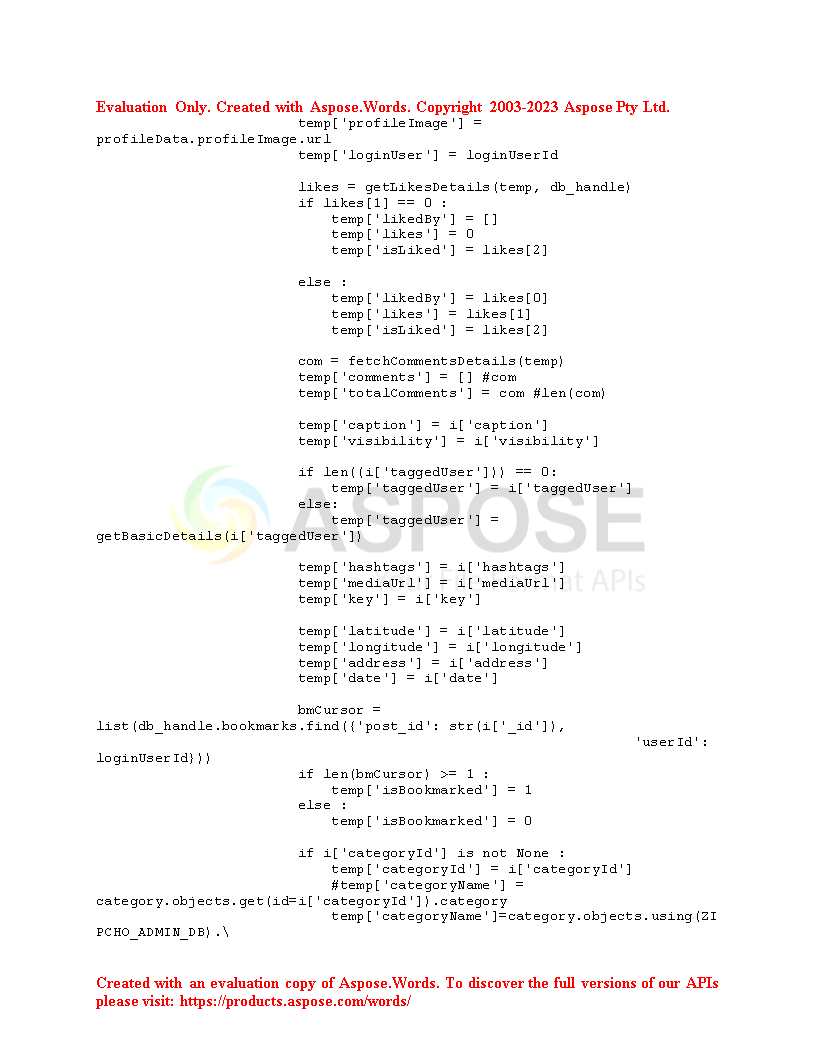 Evaluation Only. Created with Aspose.Words. Copyright 2003-2023 Aspose Pty Ltd.
temp['profileImage'] =
profileData.profileImage.url
temp['loginUser'] = loginUserId
likes = getLikesDetails(temp, db_handle)
if likes[1] == 0 :
temp['likedBy'] = []
temp['likes'] = 0
temp['isLiked'] = likes[2]
else :
temp['likedBy'] = likes[0]
temp['likes'] = likes[1]
temp['isLiked'] = likes[2]
com = fetchCommentsDetails(temp)
temp['comments'] = [] #com
temp['totalComments'] = com #len(com)
temp['caption'] = i['caption']
temp['visibility'] = i['visibility']
if len((i['taggedUser'])) == 0:
temp['taggedUser'] = i['taggedUser']
else:
temp['taggedUser'] =
getBasicDetails(i['taggedUser'])
ASPOSE
temp['hashtags'] = i['hashtags']
temp['mediaUrl'] = i['mediaUrl']
temp['key'] = i['key']
APIs
temp['latitude'] = i['latitude']
temp['longitude'] = i['longitude']
temp['address'] = i['address']
temp['date'] = i['date']
bmCursor =
list(db_handle.bookmarks.find({'post_id': str(i['_id']),
'userId':
loginUserId}))
if len(bmCursor) >= 1 :
temp['isBookmarked'] = 1
else :
temp['isBookmarked'] = 0
if i['categoryId'] is not None :
temp['categoryId'] = i['categoryId']
#temp['categoryName'] =
category.objects.get(id=i['categoryId']).category
temp['categoryName']=category.objects.using(ZI
PCHO_ADMIN_DB).\
Created with an evaluation copy of Aspose.Words. To discover the full versions of our APIs
please visit: https://products.aspose.com/words/